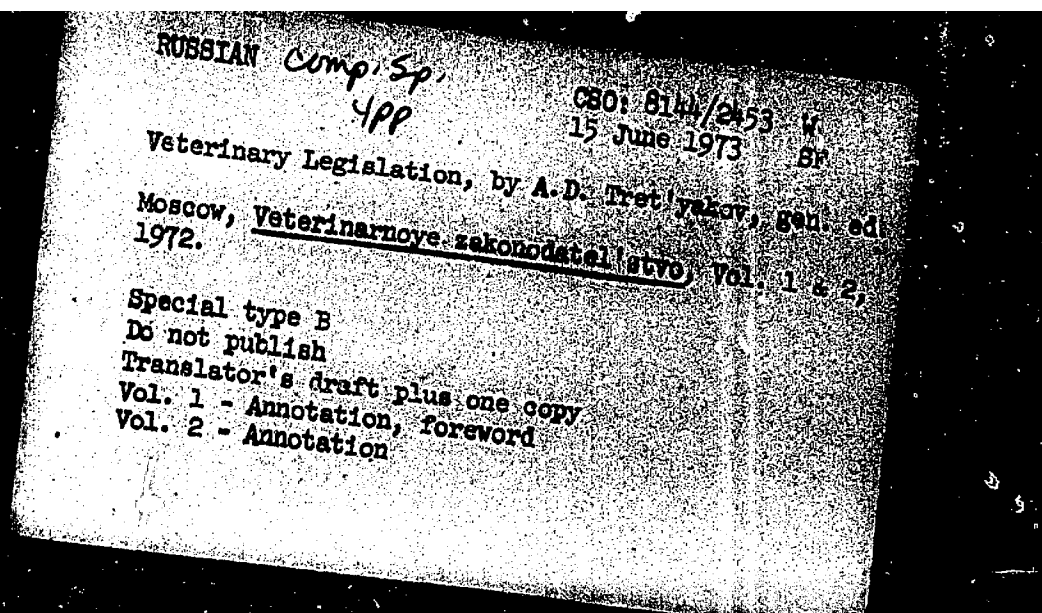 RUSSIAN Comp. Sp.
4pp
CSO: 8144/2453 W
15 June 1973 SF
Veterinary Legislation, by A.D. Tret'yakov, gen. ed.
Moscow, Veterinarnoye zakonodatel'stvo, Vol. 1 & 2,
1972.
Special type B
Do not publish
Translator's draft plus one copy
Vol. 1 - Annotation, foreword
Vol. 2 - Annotation